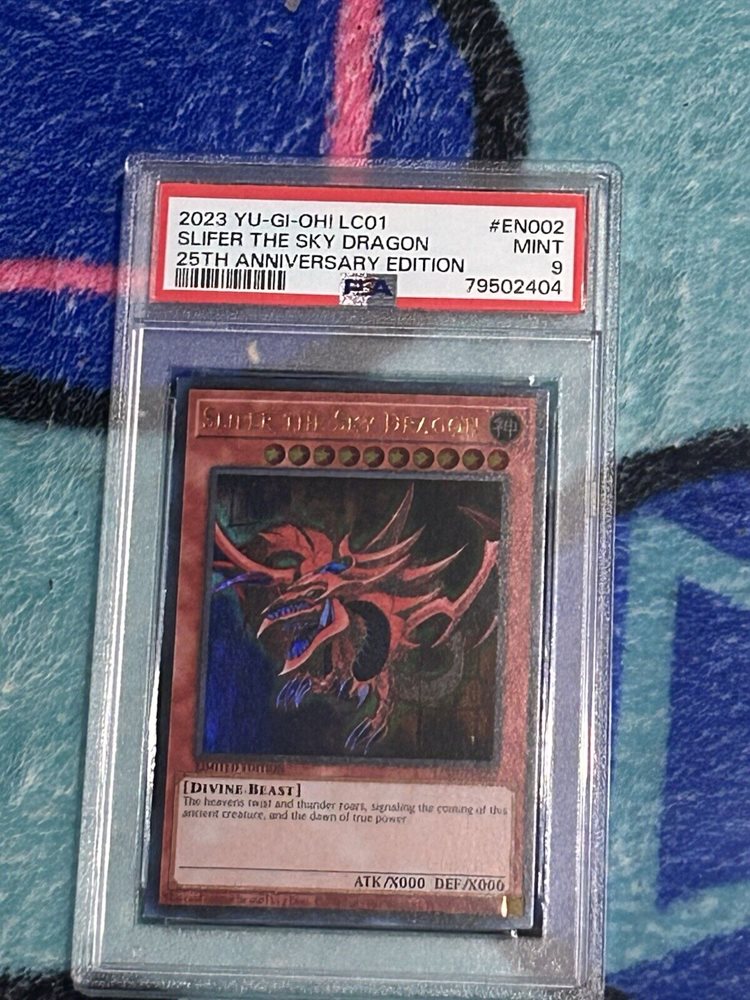 2023 YU-GI-OH! LC01 #EN002
SLIFER THE SKY DRAGON MINT
25TH ANNIVERSARY EDITION 9
PSA 79502404
SLIFER THE SKY DRAGON 神
LIMITED EDITION
[DIVINE-BEAST]
The heavens twist and thunder roars, signaling the coming of this
ancient creature, and the dawn of true power.
ATK/X000 DEF/X000